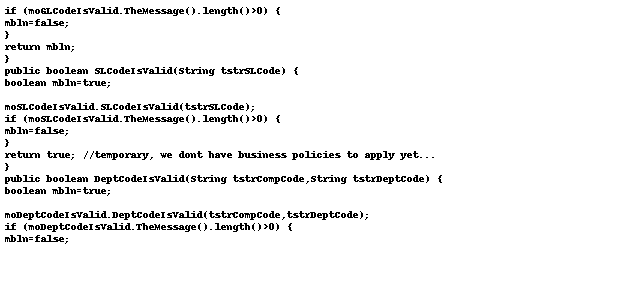 if (moGLCodeIsValid.TheMessage().length()>0) {
mbln=false;
}
return mbln;
}
public boolean SLCodeIsValid(String tstrSLCode) {
boolean mbln=true;
moSLCodeIsValid.SLCodeIsValid(tstrSLCode);
if (moSLCodeIsValid.TheMessage().length()>0) {
mbln=false;
}
return true; //temporary, we dont have business policies to apply yet...
}
public boolean DeptCodeIsValid(String tstrCompCode,String tstrDeptCode) {
boolean mbln=true;
moDeptCodeIsValid.DeptCodeIsValid(tstrCompCode,tstrDeptCode);
if (moDeptCodeIsValid.TheMessage().length()>0) {
mbln=false;